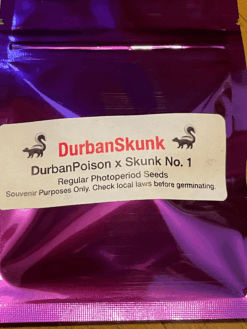 DurbanSkunk
DurbanPoison x Skunk No. 1
Regular Photoperiod Seeds
Souvenir Purposes Only. Check local laws before germinating.